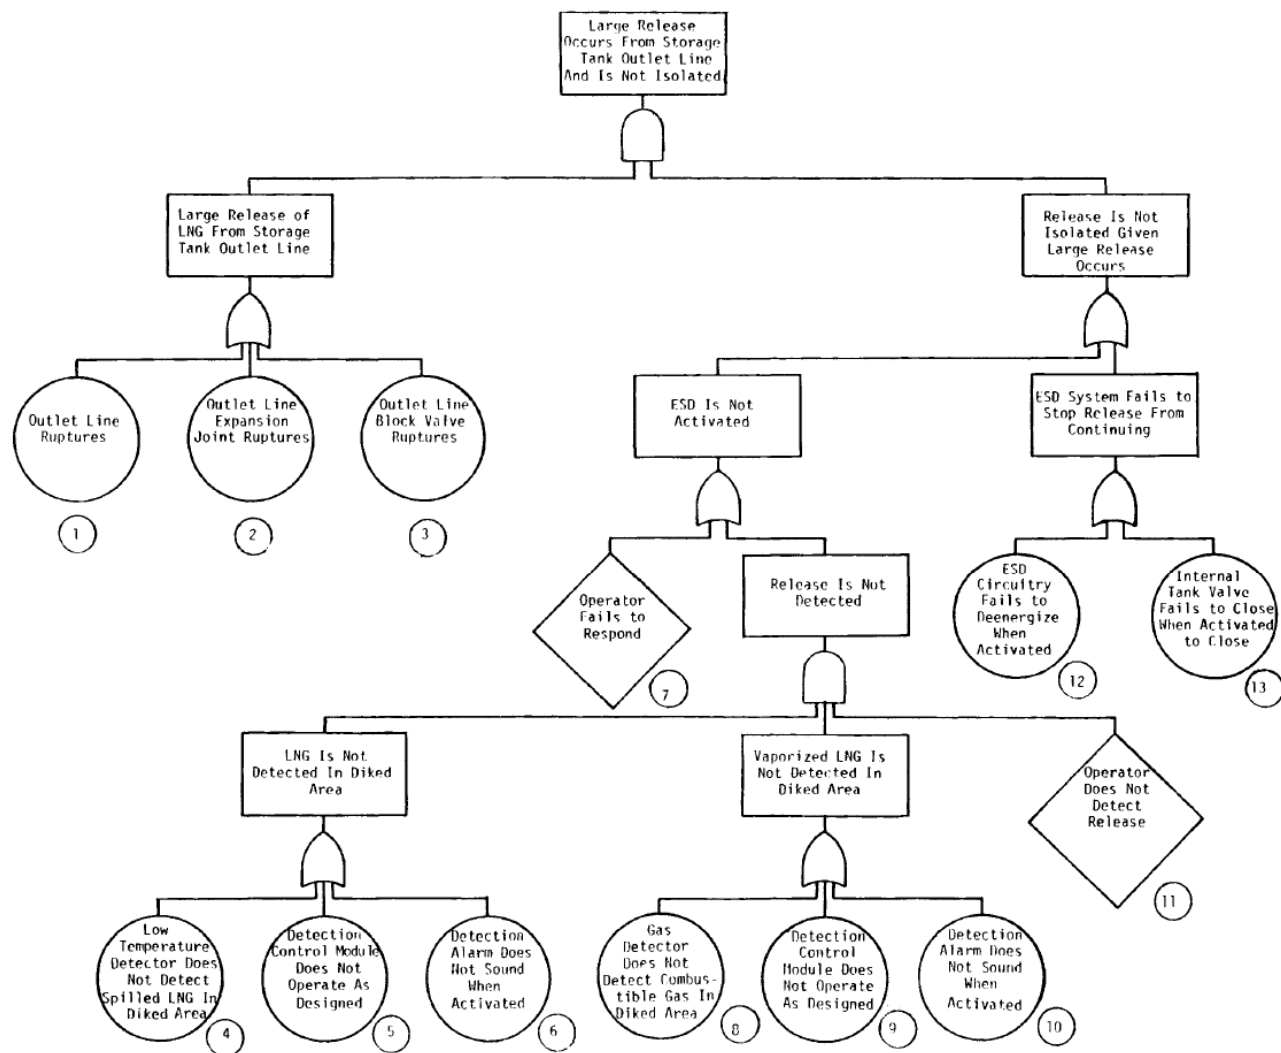 Large Release
Occurs From Storage
Tank Outlet Line
And Is Not Isolated
Large Release of
LNG From Storage
Tank Outlet Line
Release Is Not
Isolated Given
Large Release
Occurs
Outlet Line
Ruptures
Outlet Line
Expansion
Joint Ruptures
Outlet Line
Block Valve
Ruptures
ESD Is Not
Activated
ESD System Fails to
Stop Release From
Continuing
1
2
3
Operator
Fails to
Respond
Release Is Not
Detected
ESD
Circuitry
Fails to
Deenergize
When
Activated
Internal
Tank Valve
Fails to Close
When Activated
to Close
7
12
13
LNG Is Not
Detected In Diked
Area
Vaporized LNG Is
Not Detected In
Diked Area
Operator
Does Not
Detect
Release
11
Low
Temperature
Detector Does
Not Detect
Spilled LNG In
Diked Area
Detection
Control Module
Does Not
Operate As
Designed
Detection
Alarm Does
Not Sound
When
Activated
Gas
Detector
Does Not
Detect Combus-
tible Gas In
Diked Area
Detection
Control
Module Does
Not Operate
As Designed
Detection
Alarm Does
Not Sound
When
Activated
4
5
6
8
9
10